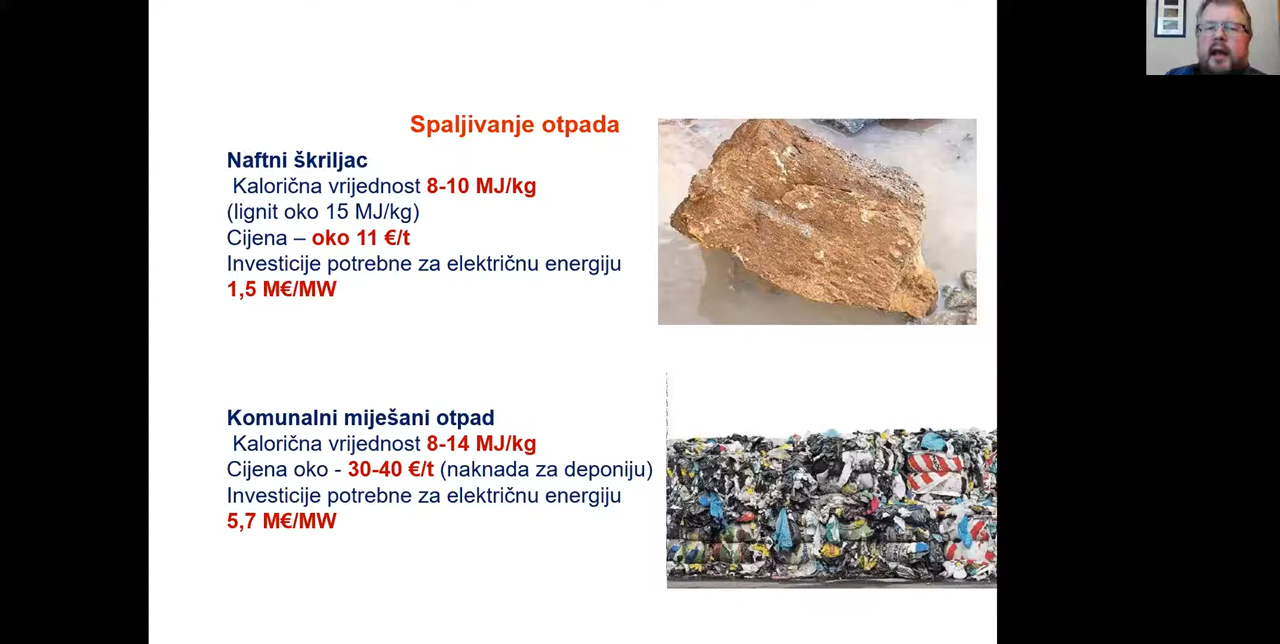 Spaljivanje otpada
Naftni škriljac
Kalorična vrijednost 8-10 MJ/kg
(lignit oko 15 MJ/kg)
Cijena – oko 11 €/t
Investicije potrebne za električnu energiju
1,5 M€/MW
Komunalni miješani otpad
Kalorična vrijednost 8-14 MJ/kg
Cijena oko - 30-40 €/t (naknada za deponiju)
Investicije potrebne za električnu energiju
5,7 M€/MW